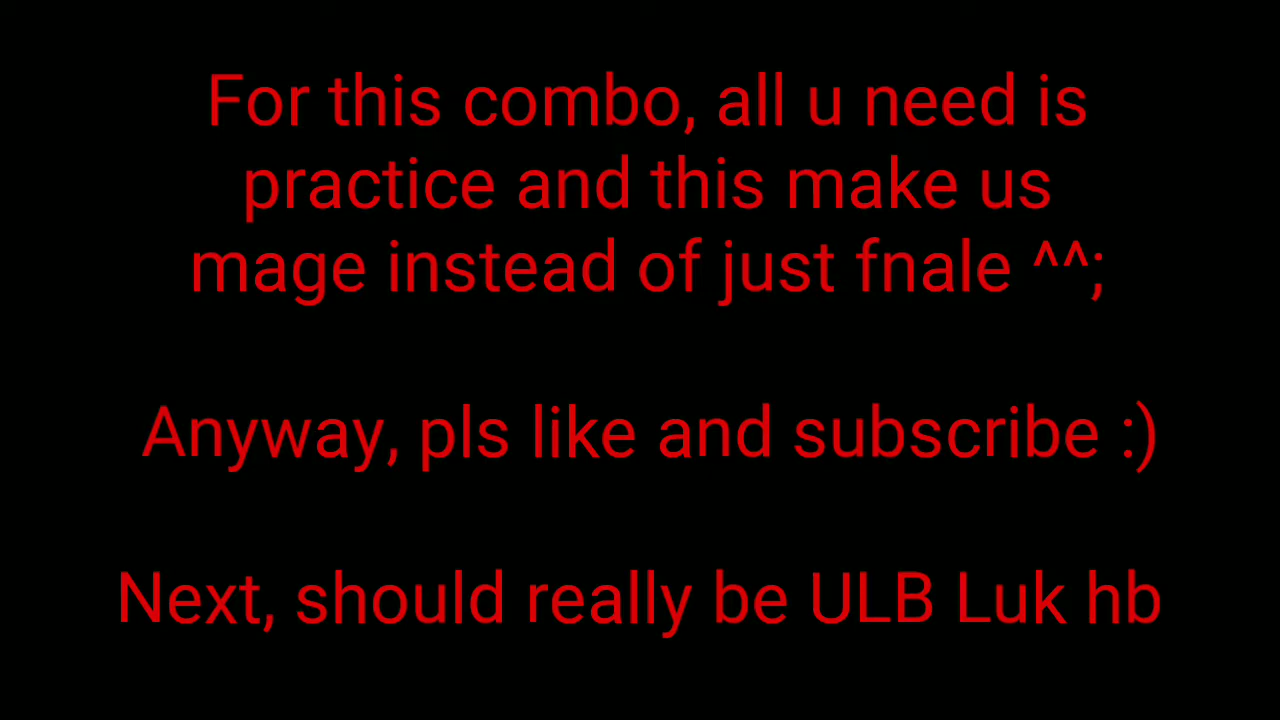 For this combo, all u need is
practice and this make us
mage instead of just fnale ^^;
Anyway, pls like and subscribe :)
Next, should really be ULB Luk hb